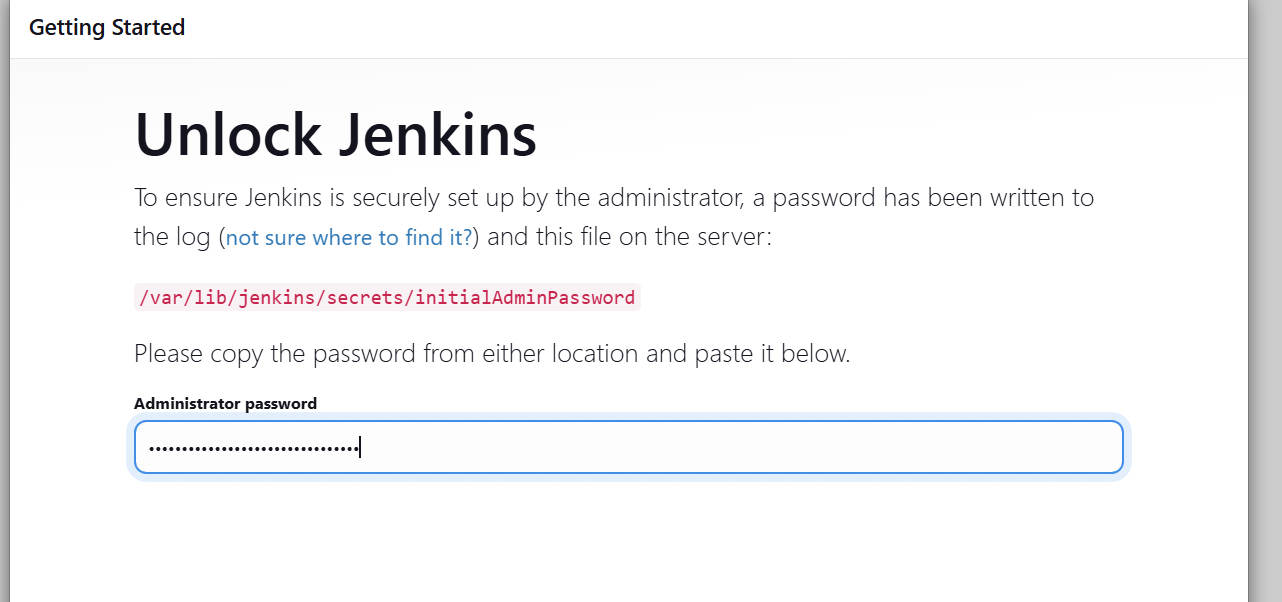 Getting Started
Unlock Jenkins
To ensure Jenkins is securely set up by the administrator, a password has been written to
the log (not sure where to find it?) and this file on the server:
/var/lib/jenkins/secrets/initialAdminPassword
Please copy the password from either location and paste it below.
Administrator password
••••••••••••••••••••••••••••••••